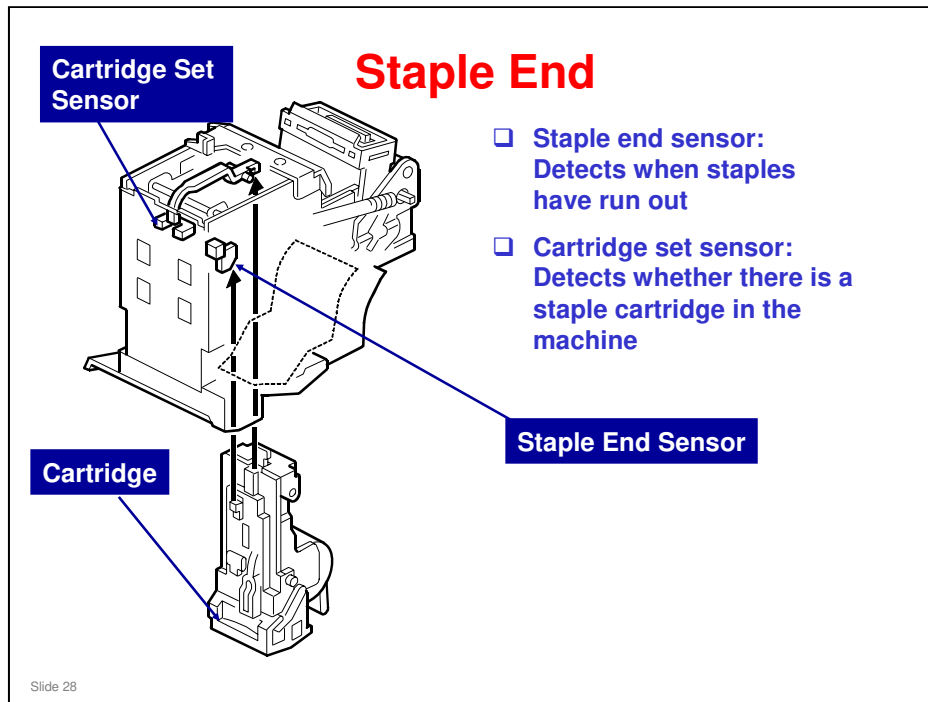 Staple End
Cartridge Set
Sensor
❑ Staple end sensor:
Detects when staples
have run out
❑ Cartridge set sensor:
Detects whether there is a
staple cartridge in the
machine
Staple End Sensor
Cartridge
Slide 28